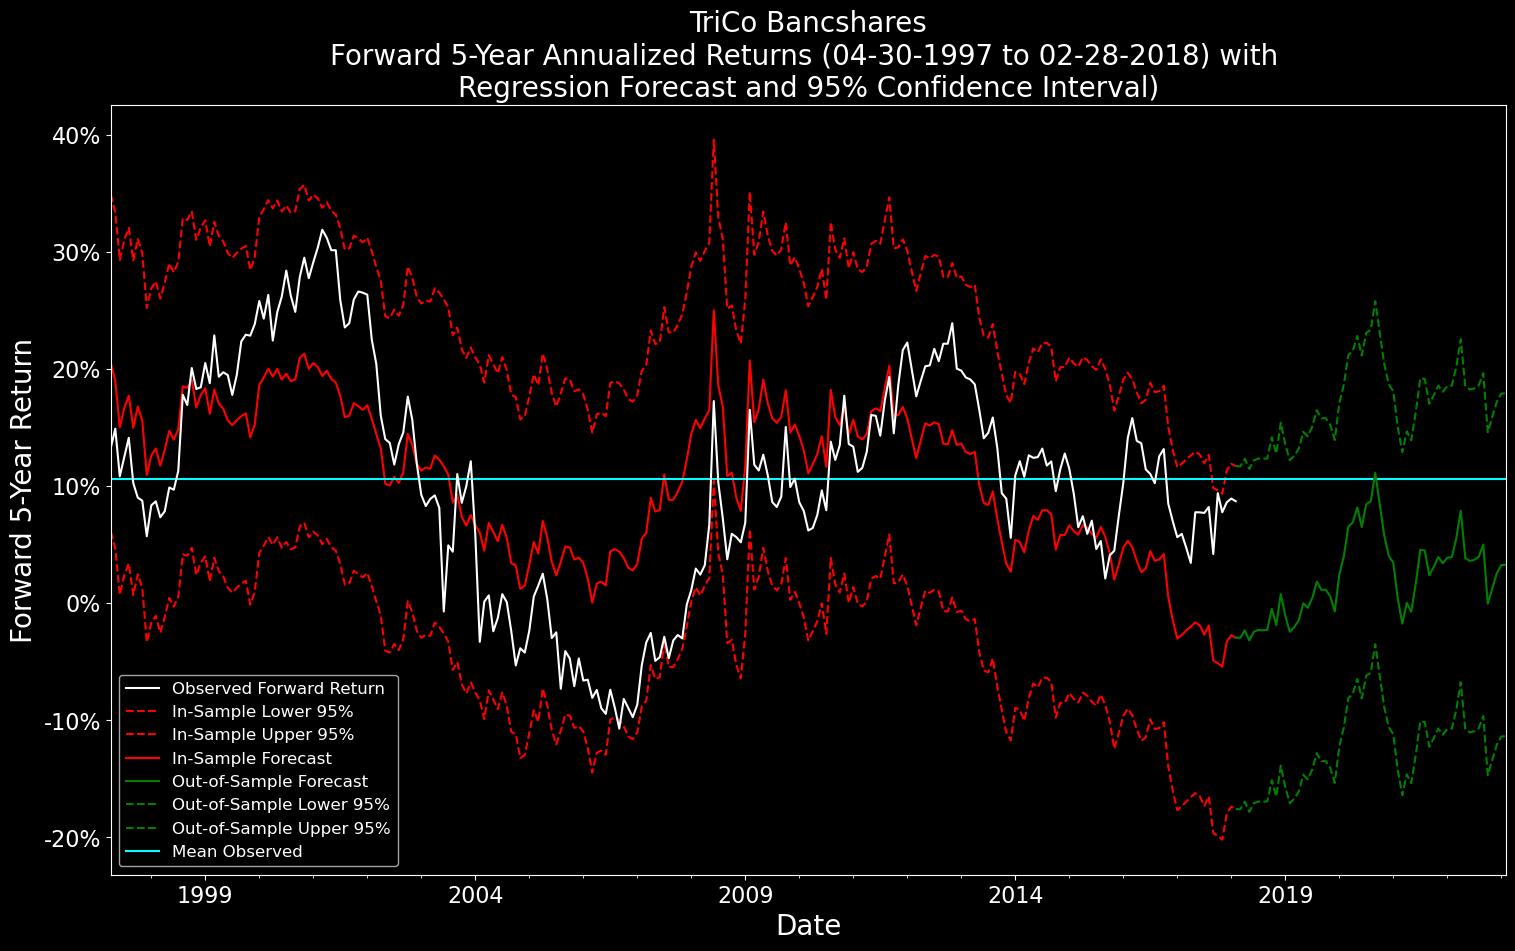 TriCo Bancshares
Forward 5-Year Annualized Returns (04-30-1997 to 02-28-2018) with
Regression Forecast and 95% Confidence Interval)
Forward 5-Year Return
40%
30%
20%
10%
0%
-10%
-20%
Observed Forward Return
In-Sample Lower 95%
In-Sample Upper 95%
In-Sample Forecast
Out-of-Sample Forecast
Out-of-Sample Lower 95%
Out-of-Sample Upper 95%
Mean Observed
1999
2004
2009
2014
2019
Date